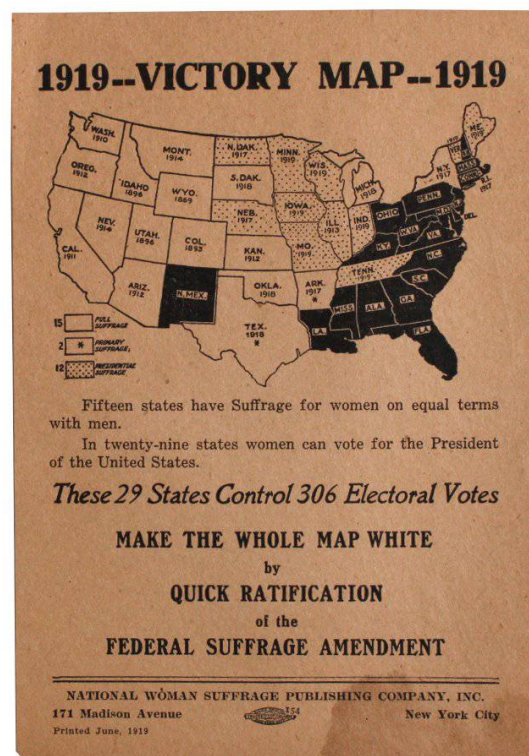 1919--VICTORY MAP--1919
WASH.
1910
OREG.
1912
IDAHO
1896
MONT.
1914
WYO.
1869
NEV.
1914
UTAH.
1896
COL.
1893
CAL.
1911
ARIZ.
1912
N. MEX.
N. DAK.
1917
S. DAK.
1918
NEB.
1917
KAN.
1912
OKLA.
1918
TEX.
1918
*
MINN.
1919
IOWA.
1919
MO.
1919
ARK.
1917
*
LA.
WIS.
1919
ILL.
1913
MICH.
1918
IND.
1919
OHIO
KY.
TENN.
1919
MISS
ALA.
GA.
FLA.
S.C.
N.C.
VA.
W.VA
PENN.
N.Y.
1917
ME.
1919
MASS
CONN.
R.I.
1917
DEL.
15 FULL SUFFRAGE
2 * PRIMARY SUFFRAGE
12 PRESIDENTIAL SUFFRAGE
Fifteen states have Suffrage for women on equal terms
with men.
In twenty-nine states women can vote for the President
of the United States.
These 29 States Control 306 Electoral Votes
MAKE THE WHOLE MAP WHITE
by
QUICK RATIFICATION
of the
FEDERAL SUFFRAGE AMENDMENT
NATIONAL WOMAN SUFFRAGE PUBLISHING COMPANY, INC.
171 Madison Avenue
New York City
Printed June, 1919